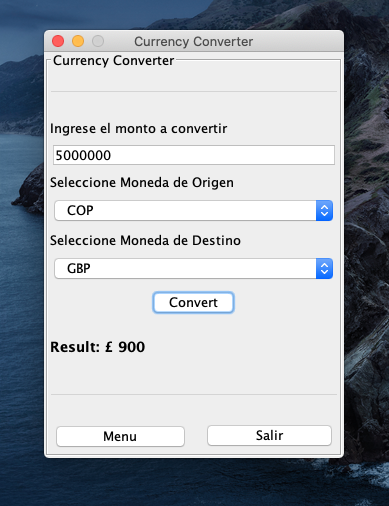 Currency Converter
Currency Converter
Ingrese el monto a convertir
5000000
Seleccione Moneda de Origen
COP
Seleccione Moneda de Destino
GBP
Convert
Result: £ 900
Menu
Salir